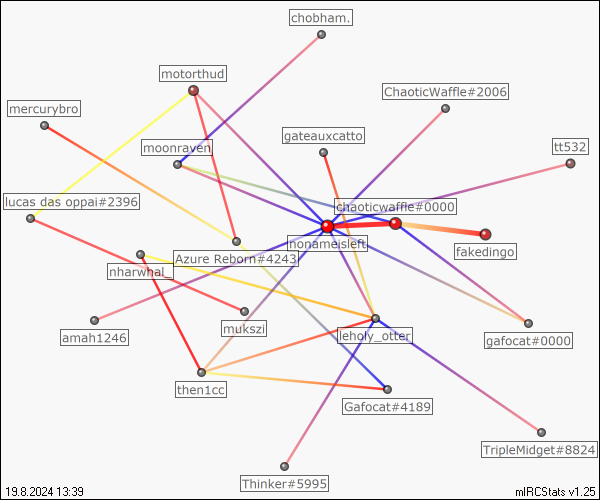 chobham.
motorthud
ChaoticWaffle#2006
mercurybro
gateauxcatto
moonraven
tt532
lucas das oppai#2396
chaoticwaffle#0000
nonameisleft
fakedingo
Azure Reborn#4243
nharwhal_
mukszi
leholy_otter
amah1246
gafocat#0000
then1cc
Gafocat#4189
TripleMidget#8824
Thinker#5995
19.8.2024 13:39
mIRCStats v1.25